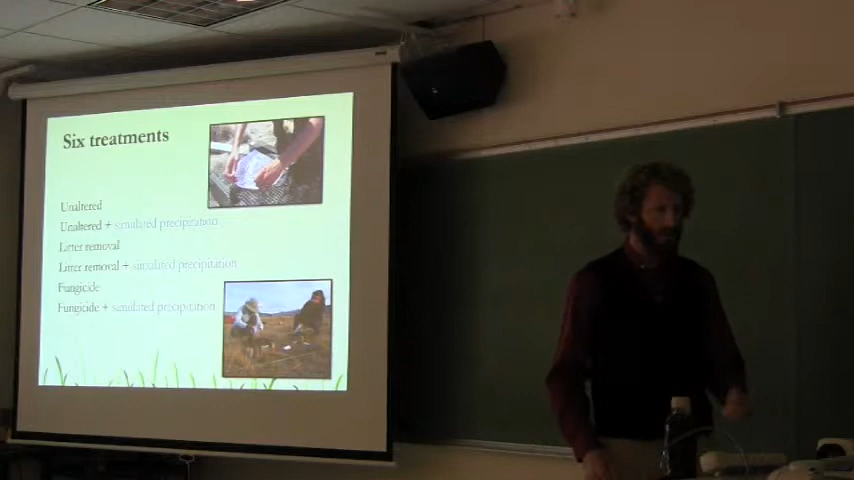 Six treatments
Unaltered
Unaltered + simulated precipitation
Litter removal
Litter removal + simulated precipitation
Fungicide
Fungicide + simulated precipitation